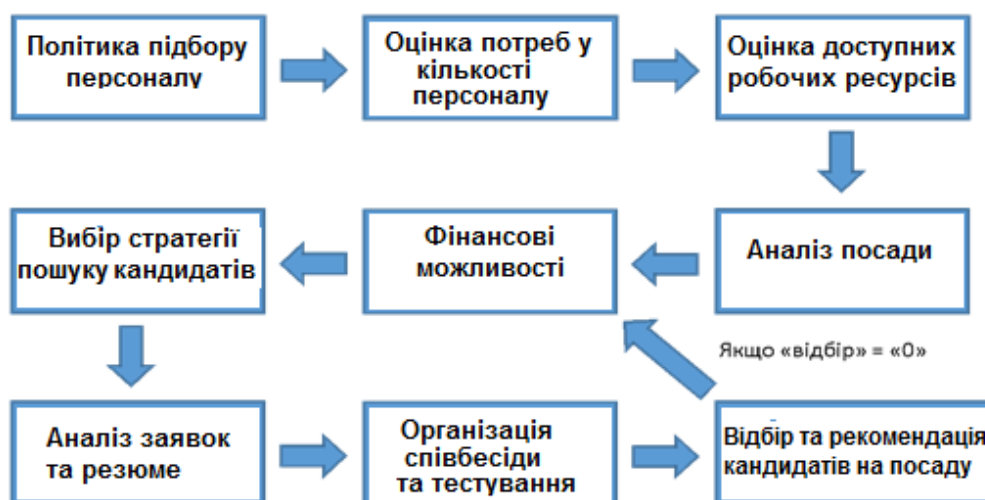 Політика підбору
персоналу
Оцінка потреб у
кількості
персоналу
Оцінка доступних
робочих ресурсів
Вибір стратегії
пошуку кандидатів
Фінансові
можливості
Аналіз посади
Якщо «відбір» = «0»
Аналіз заявок
та резюме
Організація
співбесіди
та тестування
Відбір та рекомендація
кандидатів на посаду